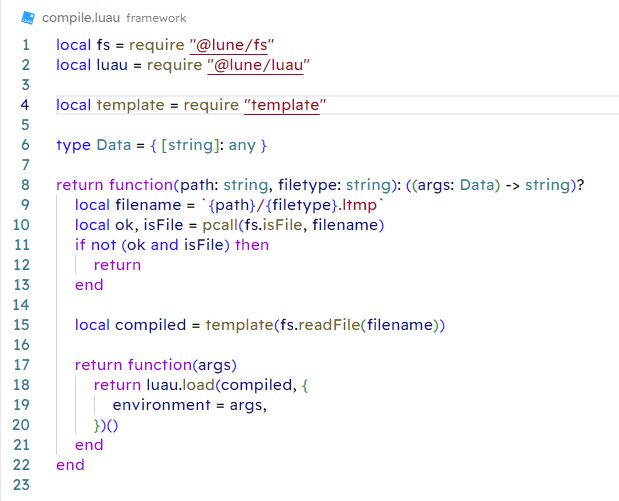 compile.luau framework
1 local fs = require "@lune/fs"
2 local luau = require "@lune/luau"
3
4 local template = require "template"
5
6 type Data = { [string]: any }
7
8 return function(path: string, filetype: string): ((args: Data) -> string)?
9     local filename = `{path}/{filetype}.ltmp`
10     local ok, isFile = pcall(fs.isFile, filename)
11     if not (ok and isFile) then
12         return
13     end
14
15     local compiled = template(fs.readFile(filename))
16
17     return function(args)
18         return luau.load(compiled, {
19             environment = args,
20         })()
21     end
22 end
23